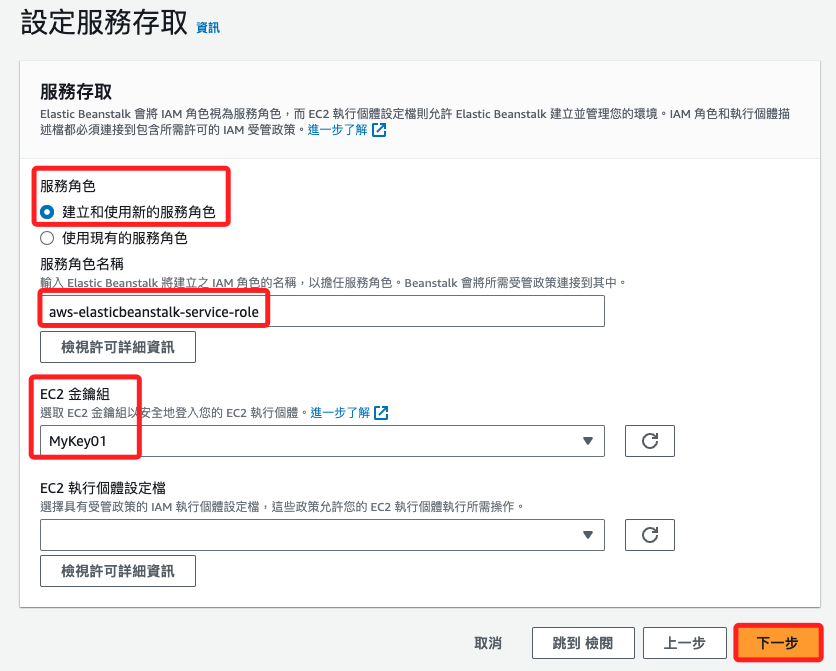 設定服務存取 資訊
服務存取
Elastic Beanstalk 會將 IAM 角色視為服務角色，而 EC2 執行個體設定檔則允許 Elastic Beanstalk 建立並管理您的環境。IAM 角色和執行個體描
述檔都必須連接到包含所需許可的 IAM 受管政策。進一步了解
服務角色
建立和使用新的服務角色
使用現有的服務角色
服務角色名稱
輸入 Elastic Beanstalk 將建立之 IAM 角色的名稱，以擔任服務角色。Beanstalk 會將所需受管政策連接到其中。
aws-elasticbeanstalk-service-role
檢視許可詳細資訊
EC2 金鑰組
選取 EC2 金鑰組以安全地登入您的 EC2 執行個體。進一步了解
MyKey01
EC2 執行個體設定檔
選擇具有受管政策的 IAM 執行個體設定檔，這些政策允許您的 EC2 執行個體執行所需操作。
檢視許可詳細資訊
取消 跳到 檢閱 上一步 下一步